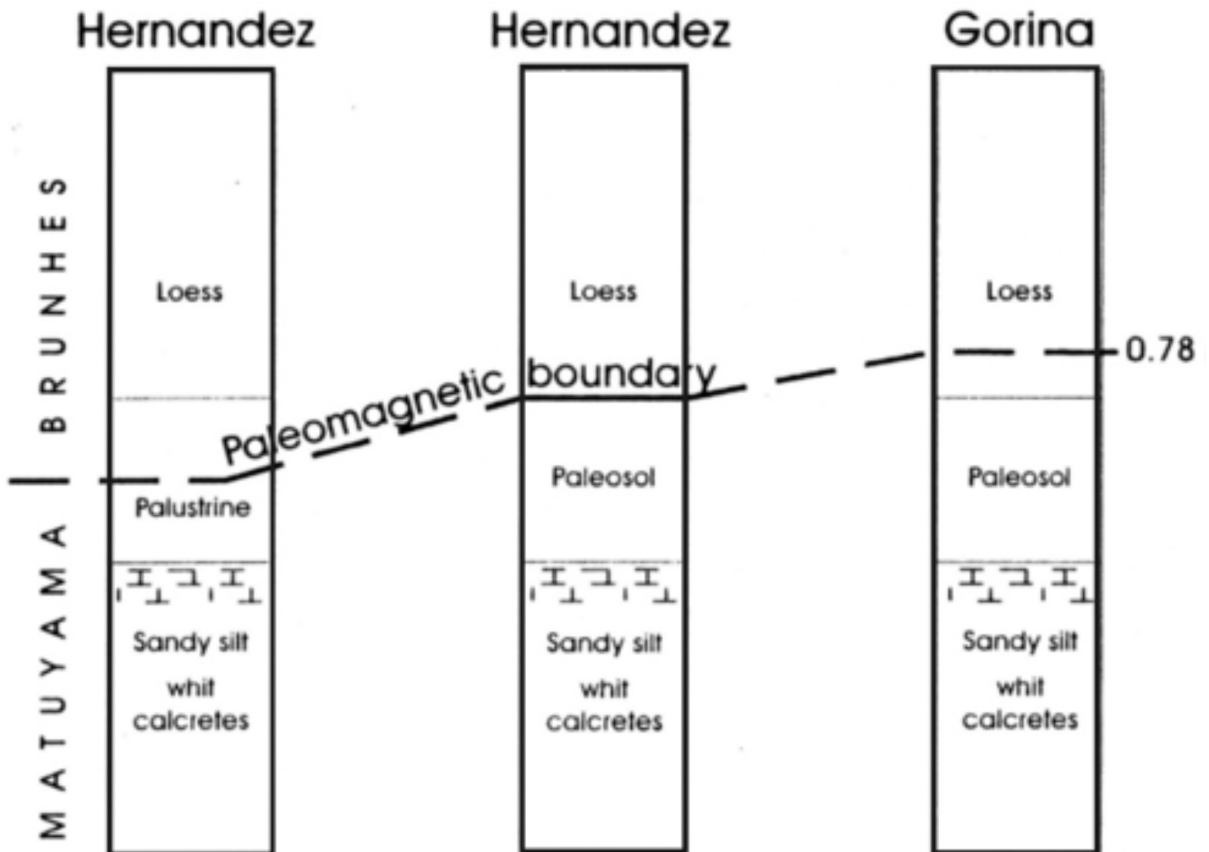 Hernandez
Hernandez
Gorina
BRUNHES
MATUYAMA
Loess
Loess
Loess
0.78
Paleomagnetic boundary
Palustrine
Paleosol
Paleosol
Sandy silt
whit
calcretes
Sandy silt
whit
calcretes
Sandy silt
whit
calcretes